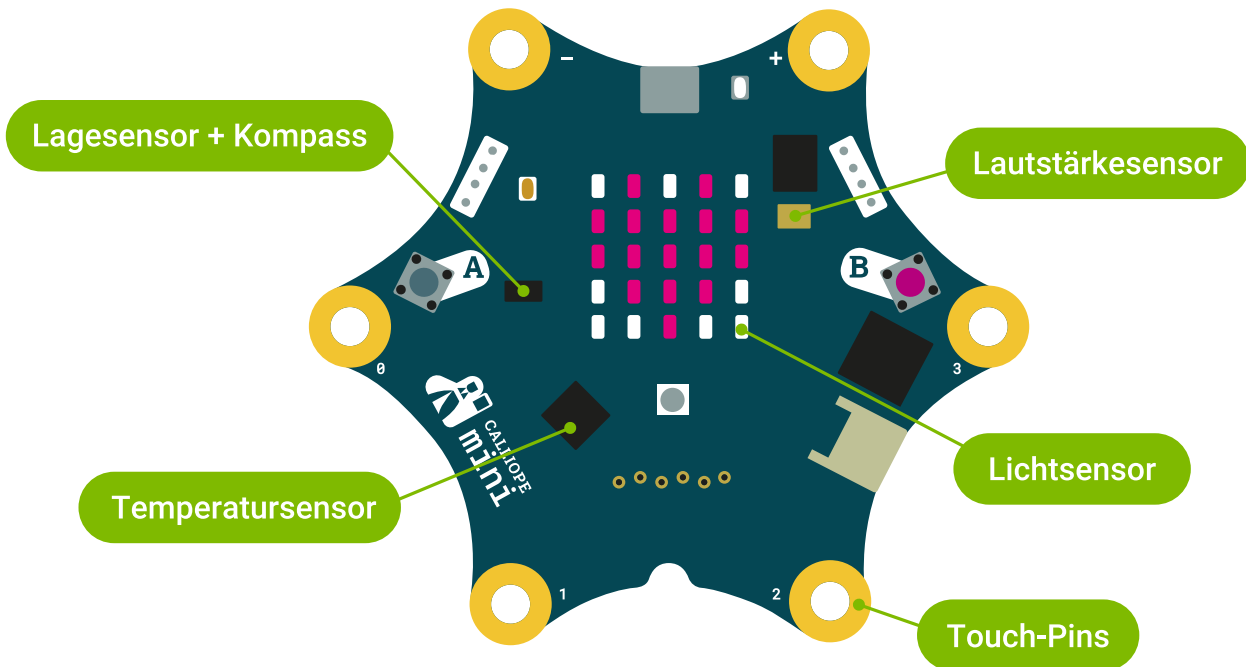 - +
Lagesensor + Kompass
Lautstärkesensor
A
B
0
3
CALLIOPE
mini
Lichtsensor
Temperatursensor
1
2
Touch-Pins